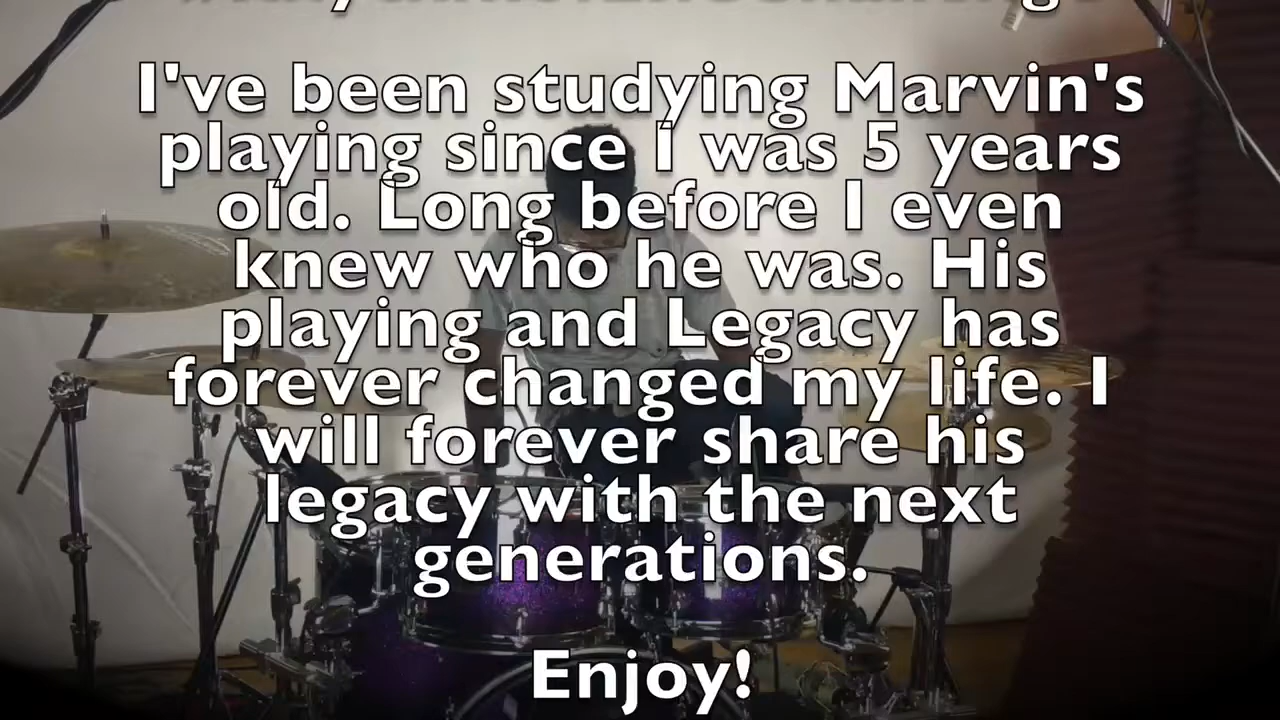 I've been studying Marvin's
playing since I was 5 years
old. Long before I even
knew who he was. His
playing and Legacy has
forever changed my life. I
will forever share his
legacy with the next
generations.
Enjoy!